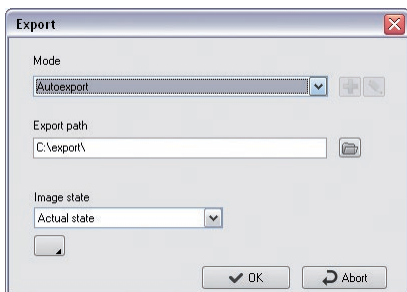 Export
Mode
Autoexport
Export path
C:\export\
Image state
Actual state
OK
Abort